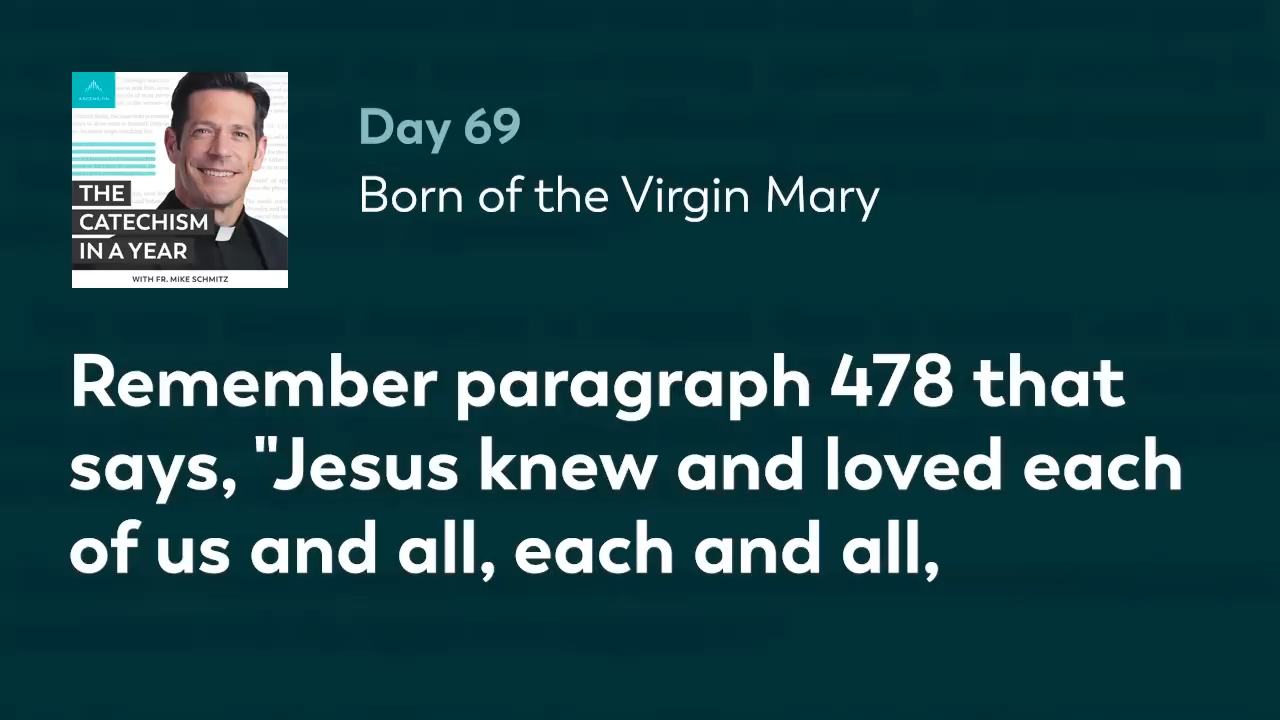 Day 69
Born of the Virgin Mary
ASCENSION
THE
CATECHISM
IN A YEAR
WITH FR. MIKE SCHMITZ
Remember paragraph 478 that
says, "Jesus knew and loved each
of us and all, each and all,